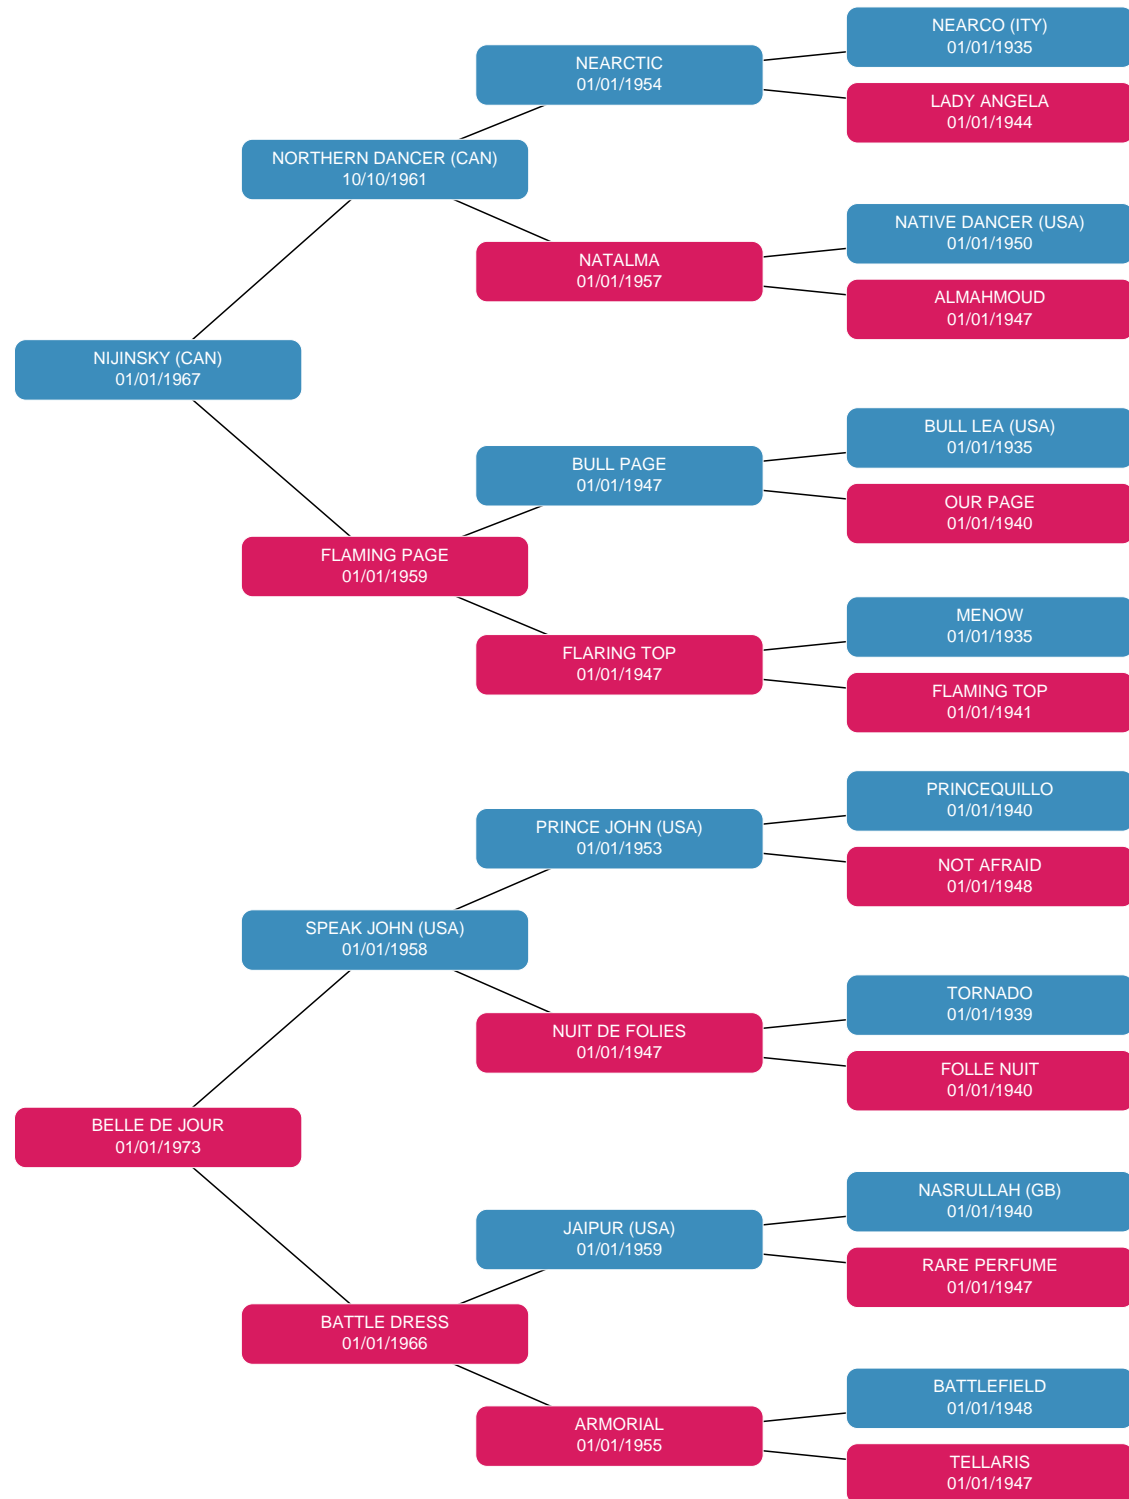 NEARCO (ITY)
01/01/1935
NEARCTIC
01/01/1954
LADY ANGELA
01/01/1944
NORTHERN DANCER (CAN)
10/10/1961
NATIVE DANCER (USA)
01/01/1950
NATALMA
01/01/1957
ALMAHMOUD
01/01/1947
NIJINSKY (CAN)
01/01/1967
BULL LEA (USA)
01/01/1935
BULL PAGE
01/01/1947
OUR PAGE
01/01/1940
FLAMING PAGE
01/01/1959
MENOW
01/01/1935
FLARING TOP
01/01/1947
FLAMING TOP
01/01/1941
PRINCEQUILLO
01/01/1940
PRINCE JOHN (USA)
01/01/1953
NOT AFRAID
01/01/1948
SPEAK JOHN (USA)
01/01/1958
TORNADO
01/01/1939
NUIT DE FOLIES
01/01/1947
FOLLE NUIT
01/01/1940
BELLE DE JOUR
01/01/1973
NASRULLAH (GB)
01/01/1940
JAIPUR (USA)
01/01/1959
RARE PERFUME
01/01/1947
BATTLE DRESS
01/01/1966
BATTLEFIELD
01/01/1948
ARMORIAL
01/01/1955
TELLARIS
01/01/1947